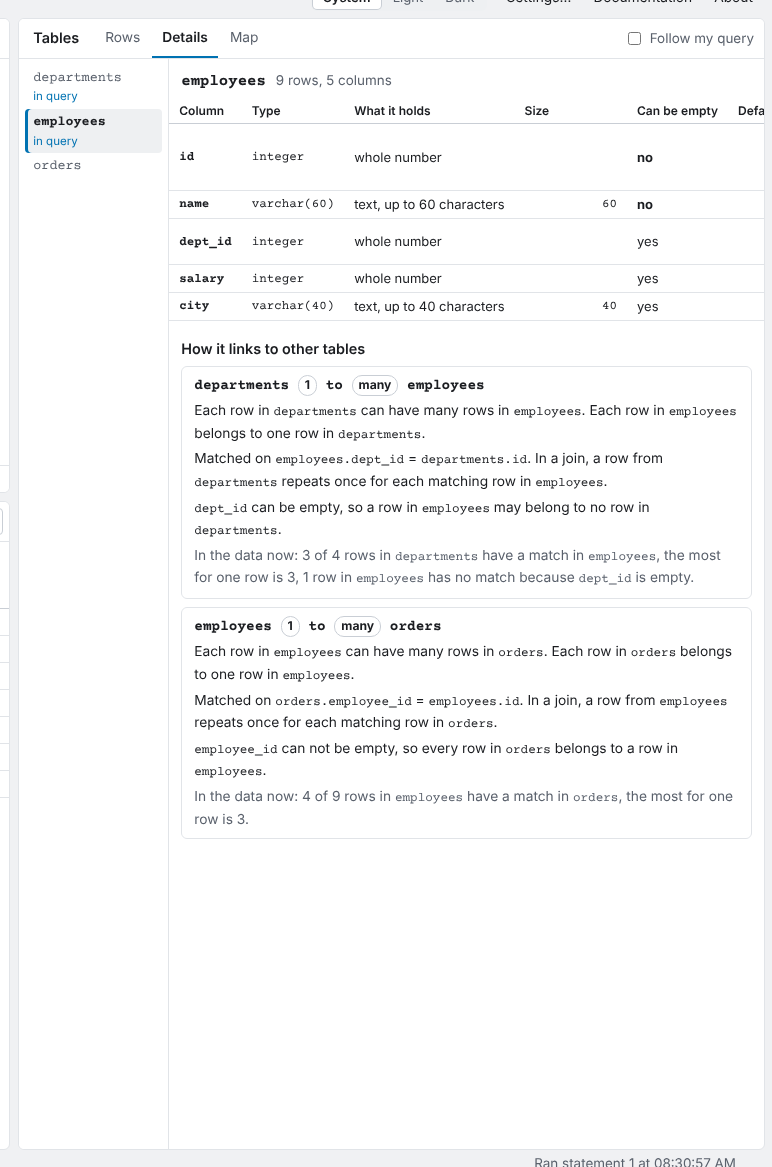 System Light Dark Settings... Documentation About
Tables Rows Details Map Follow my query
departments
in query
employees
in query
orders
employees 9 rows, 5 columns
Column Type What it holds Size Can be empty Defa
id integer whole number no
name varchar(60) text, up to 60 characters 60 no
dept_id integer whole number yes
salary integer whole number yes
city varchar(40) text, up to 40 characters 40 yes
How it links to other tables
departments 1 to many employees
Each row in departments can have many rows in employees. Each row in employees
belongs to one row in departments.
Matched on employees.dept_id = departments.id. In a join, a row from
departments repeats once for each matching row in employees.
dept_id can be empty, so a row in employees may belong to no row in
departments.
In the data now: 3 of 4 rows in departments have a match in employees, the most
for one row is 3, 1 row in employees has no match because dept_id is empty.
employees 1 to many orders
Each row in employees can have many rows in orders. Each row in orders belongs
to one row in employees.
Matched on orders.employee_id = employees.id. In a join, a row from employees
repeats once for each matching row in orders.
employee_id can not be empty, so every row in orders belongs to a row in
employees.
In the data now: 4 of 9 rows in employees have a match in orders, the most for one
row is 3.
Ran statement 1 at 08:30:57 AM